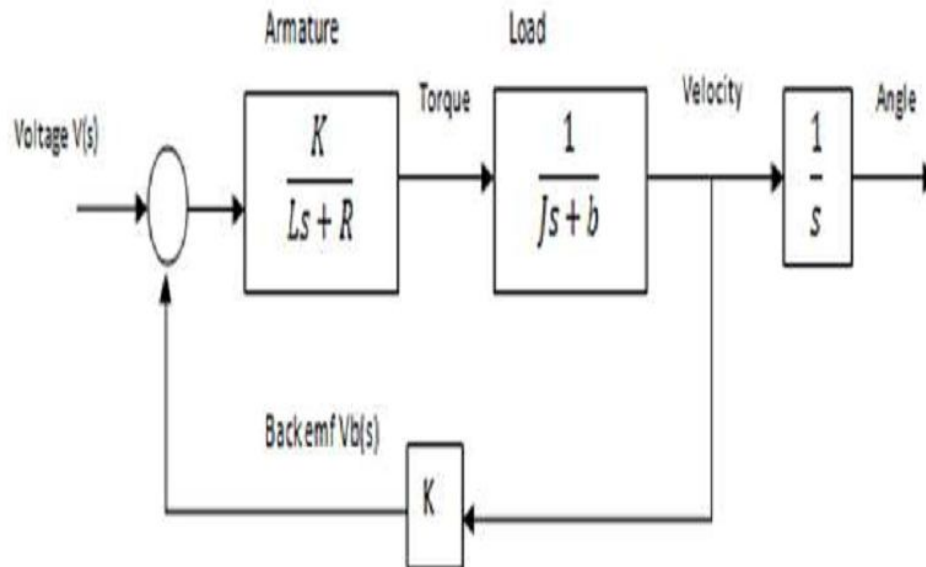 Armature
Load
Voltage V(s)
Torque
Velocity
Angle
K
Ls + R
1
Js + b
1
s
Back emf Vb(s)
K